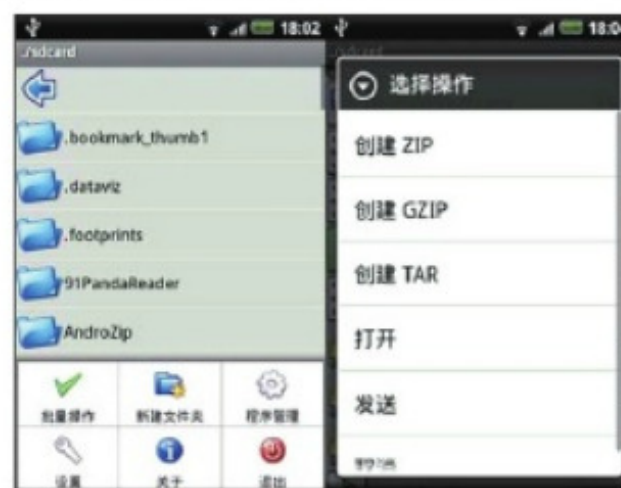 18:02
/sdcard
.bookmark_thumb1
.dataviz
.footprints
91PandaReader
AndroZip
批量操作
新建文件夹
程序管理
设置
关于
退出
18:04
选择操作
创建 ZIP
创建 GZIP
创建 TAR
打开
发送